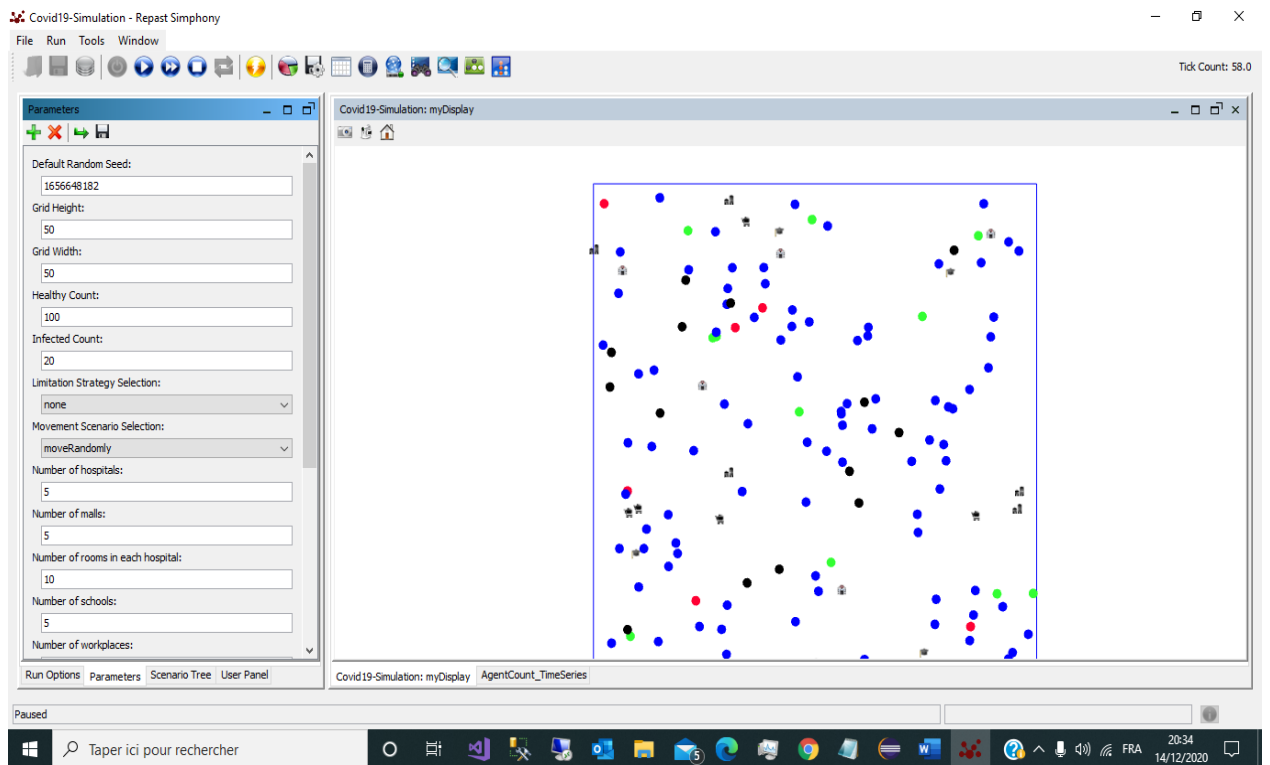 Covid19-Simulation - Repast Simphony
File Run Tools Window
Tick Count: 58.0
Parameters
Default Random Seed:
1656648182
Grid Height:
50
Grid Width:
50
Healthy Count:
100
Infected Count:
20
Limitation Strategy Selection:
none
Movement Scenario Selection:
moveRandomly
Number of hospitals:
5
Number of malls:
5
Number of rooms in each hospital:
10
Number of schools:
5
Number of workplaces:
Run Options Parameters Scenario Tree User Panel
Covid19-Simulation: myDisplay
Covid19-Simulation: myDisplay AgentCount_TimeSeries
Paused
Taper ici pour rechercher
5
FRA
20:34
14/12/2020